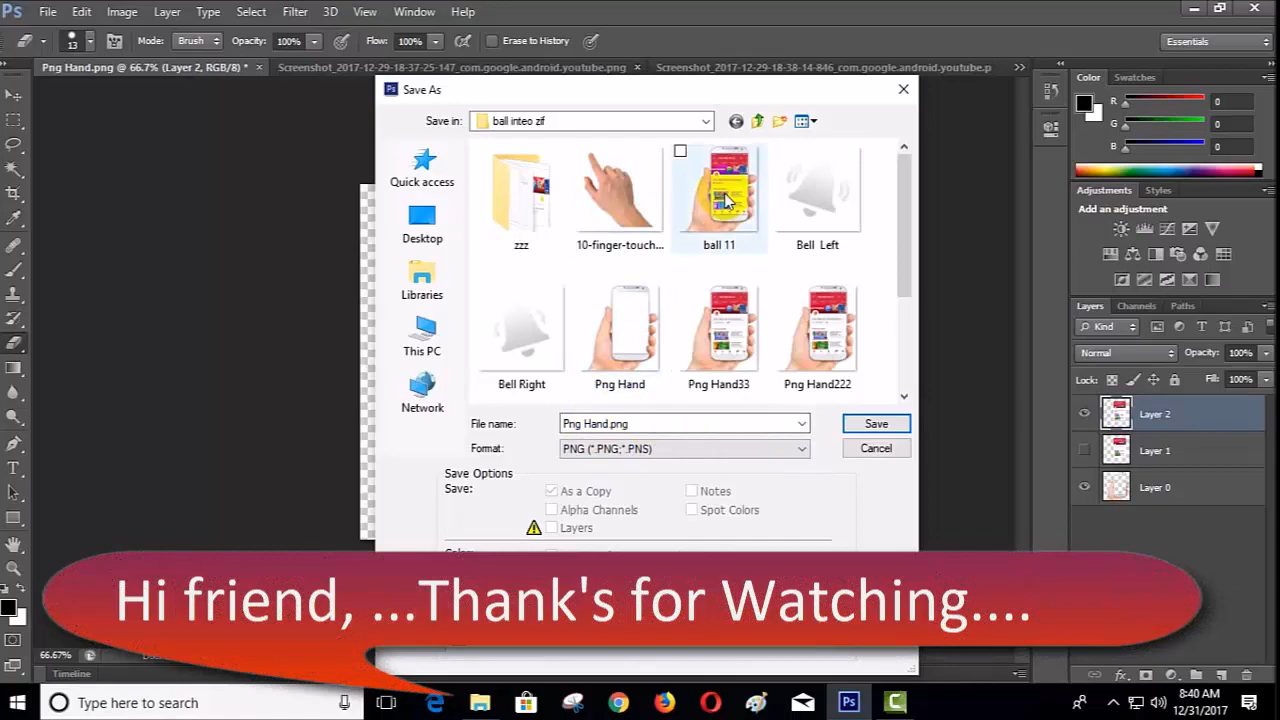 Ps File Edit Image Layer Type Select Filter 3D View Window Help
13 Mode: Brush Opacity: 100% Flow: 100% Erase to History Essentials
Png Hand.png @ 66.7% (Layer 2, RGB/8) * × Screenshot_2017-12-29-18-37-25-147_com.google.android.youtube.png × Screenshot_2017-12-29-18-38-14-846_com.google.android.youtube.p
Ps Save As
Save in: ball inteo zif
Quick access
Desktop
Libraries
This PC
Network
zzz 10-finger-touch... ball 11 Bell Left
Bell Right Png Hand Png Hand33 Png Hand222
File name: Png Hand.png Save
Format: PNG (*.PNG;*.PNS) Cancel
Save Options
Save: As a Copy Notes
Alpha Channels Spot Colors
Layers
Color Swatches
R 0
G 0
B 0
Adjustments Styles
Add an adjustment
Layers Channels Paths
Kind
Normal Opacity: 100%
Lock: Fill: 100%
Layer 2
Layer 1
Layer 0
Hi friend, ...Thank's for Watching....
66.67%
Timeline
Type here to search
Ps
8:40 AM
12/31/2017